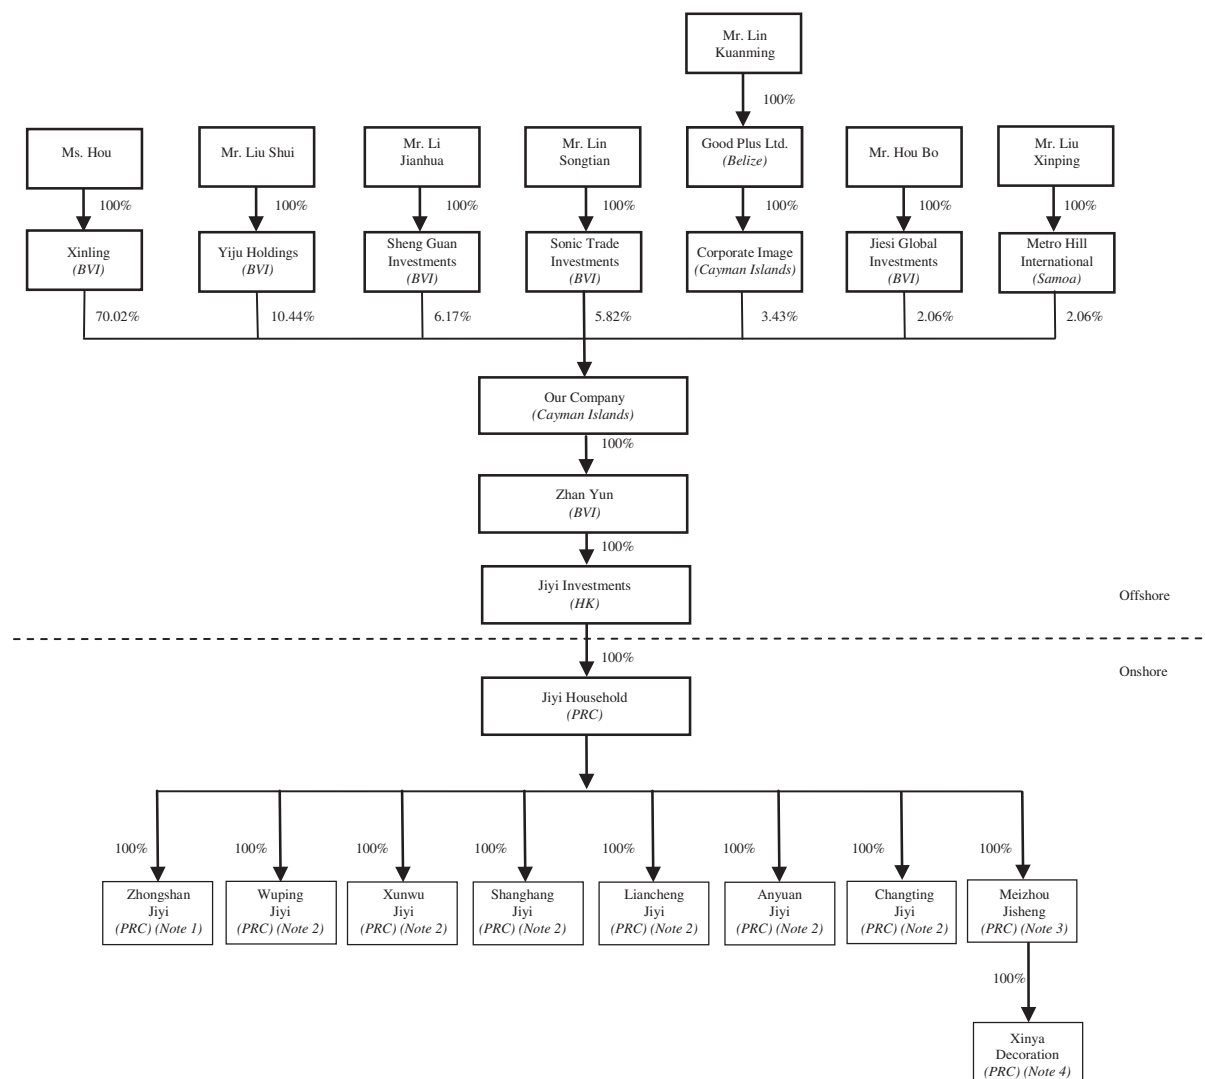 Mr. Lin
Kuanming
100%
Ms. Hou
Mr. Liu Shui
Mr. Li
Jianhua
Mr. Lin
Songtian
Good Plus Ltd.
(Belize)
Mr. Hou Bo
Mr. Liu
Xinping
100%
100%
100%
100%
100%
100%
100%
Xinling
(BVI)
Yiju Holdings
(BVI)
Sheng Guan
Investments
(BVI)
Sonic Trade
Investments
(BVI)
Corporate Image
(Cayman Islands)
Jiesi Global
Investments
(BVI)
Metro Hill
International
(Samoa)
70.02%
10.44%
6.17%
5.82%
3.43%
2.06%
2.06%
Our Company
(Cayman Islands)
100%
Zhan Yun
(BVI)
100%
Jiyi Investments
(HK)
Offshore
100%
Onshore
Jiyi Household
(PRC)
100%
100%
100%
100%
100%
100%
100%
100%
Zhongshan
Jiyi
(PRC) (Note 1)
Wuping
Jiyi
(PRC) (Note 2)
Xunwu
Jiyi
(PRC) (Note 2)
Shanghang
Jiyi
(PRC) (Note 2)
Liancheng
Jiyi
(PRC) (Note 2)
Anyuan
Jiyi
(PRC) (Note 2)
Changting
Jiyi
(PRC) (Note 2)
Meizhou
Jisheng
(PRC) (Note 3)
100%
Xinya
Decoration
(PRC) (Note 4)